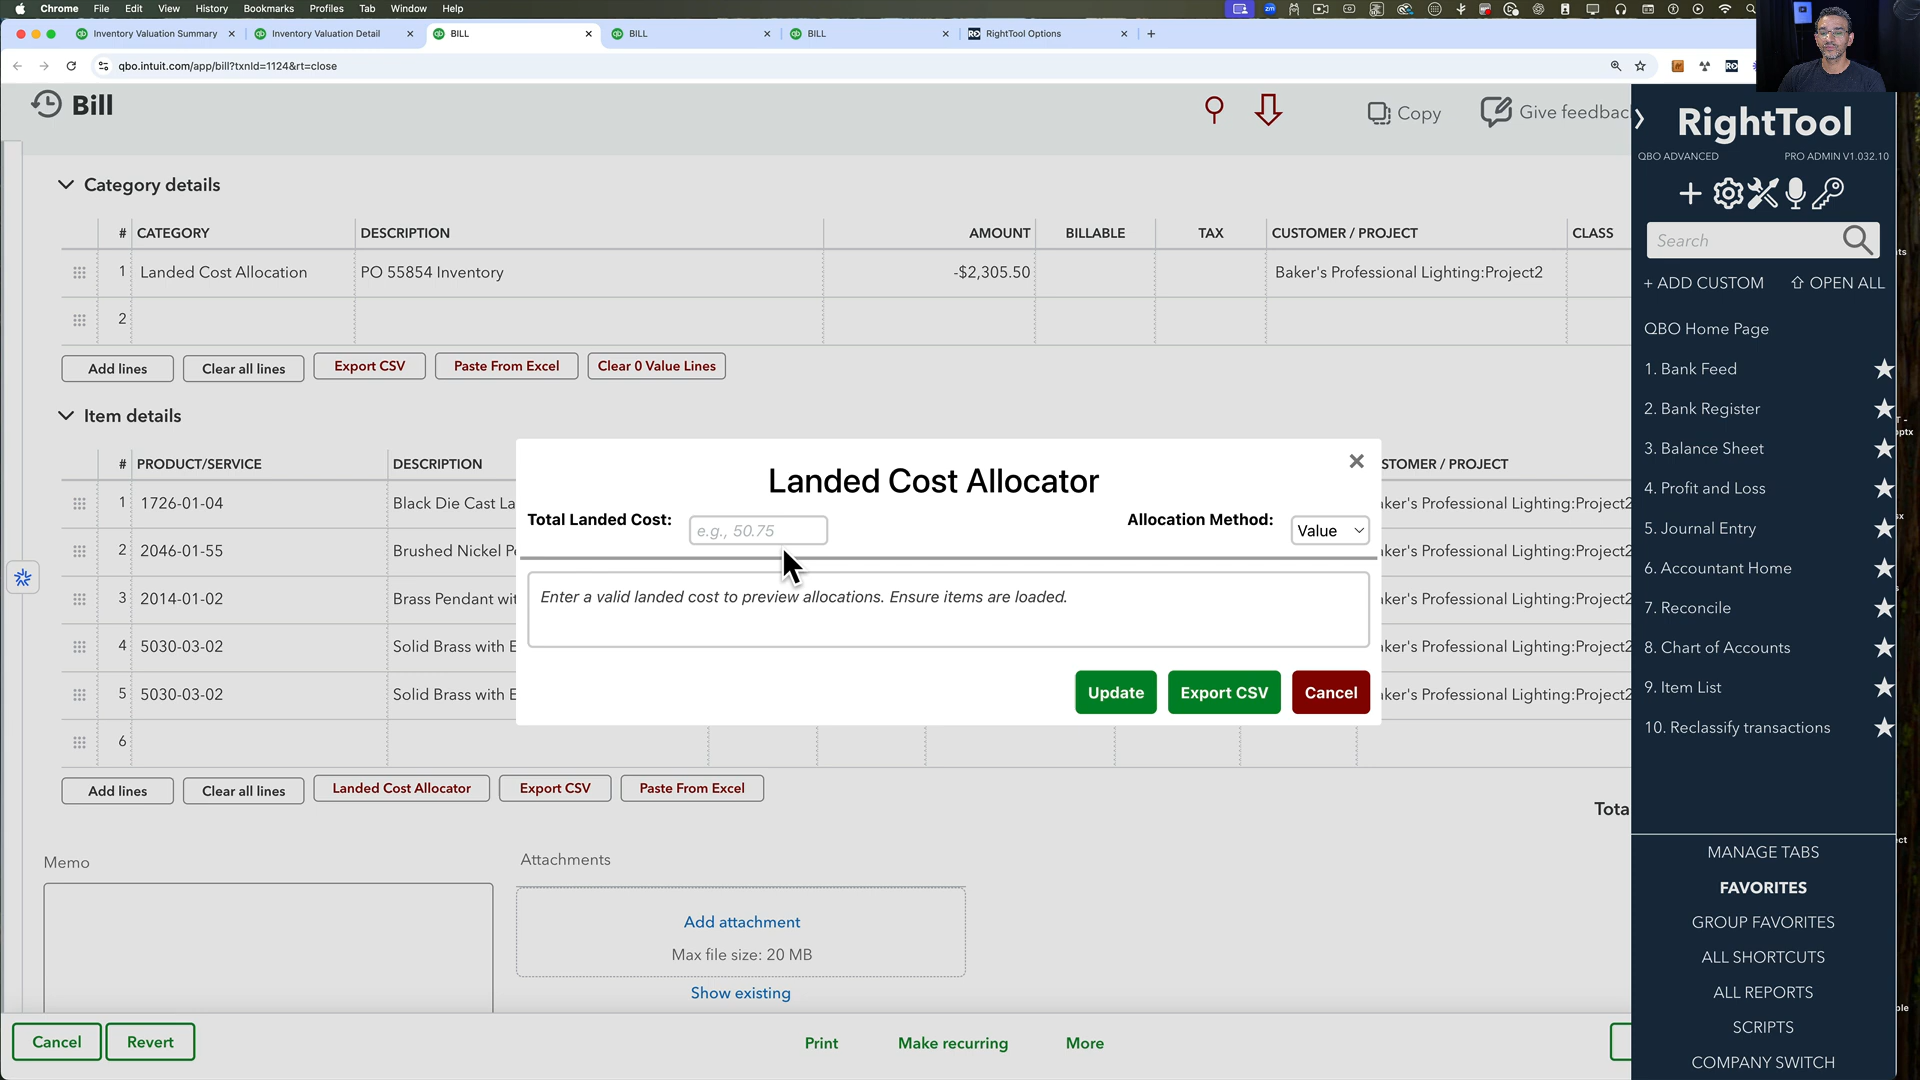 Chrome File Edit View History Bookmarks Profiles Tab Window Help
Inventory Valuation Summary Inventory Valuation Detail BILL BILL BILL RightTool Options
qbo.intuit.com/app/bill?txnId=1124&rt=close
Bill
Copy
Give feedbac
RightTool
QBO ADVANCED PRO ADMIN V1.032.10
Search
+ ADD CUSTOM OPEN ALL
QBO Home Page
1. Bank Feed
2. Bank Register
3. Balance Sheet
4. Profit and Loss
5. Journal Entry
6. Accountant Home
7. Reconcile
8. Chart of Accounts
9. Item List
10. Reclassify transactions
MANAGE TABS
FAVORITES
GROUP FAVORITES
ALL SHORTCUTS
ALL REPORTS
SCRIPTS
COMPANY SWITCH
Category details
# CATEGORY DESCRIPTION AMOUNT BILLABLE TAX CUSTOMER / PROJECT CLASS
1 Landed Cost Allocation PO 55854 Inventory -$2,305.50 Baker's Professional Lighting:Project2
2
Add lines Clear all lines Export CSV Paste From Excel Clear 0 Value Lines
Item details
# PRODUCT/SERVICE DESCRIPTION STOMER / PROJECT
1 1726-01-04 Black Die Cast La ker's Professional Lighting:Project2
2 2046-01-55 Brushed Nickel P ker's Professional Lighting:Project2
3 2014-01-02 Brass Pendant wit ker's Professional Lighting:Project2
4 5030-03-02 Solid Brass with E ker's Professional Lighting:Project2
5 5030-03-02 Solid Brass with E ker's Professional Lighting:Project2
6
Landed Cost Allocator
Total Landed Cost: e.g., 50.75 Allocation Method: Value
Enter a valid landed cost to preview allocations. Ensure items are loaded.
Update Export CSV Cancel
Add lines Clear all lines Landed Cost Allocator Export CSV Paste From Excel
Tota
Memo
Attachments
Add attachment
Max file size: 20 MB
Show existing
Cancel Revert Print Make recurring More